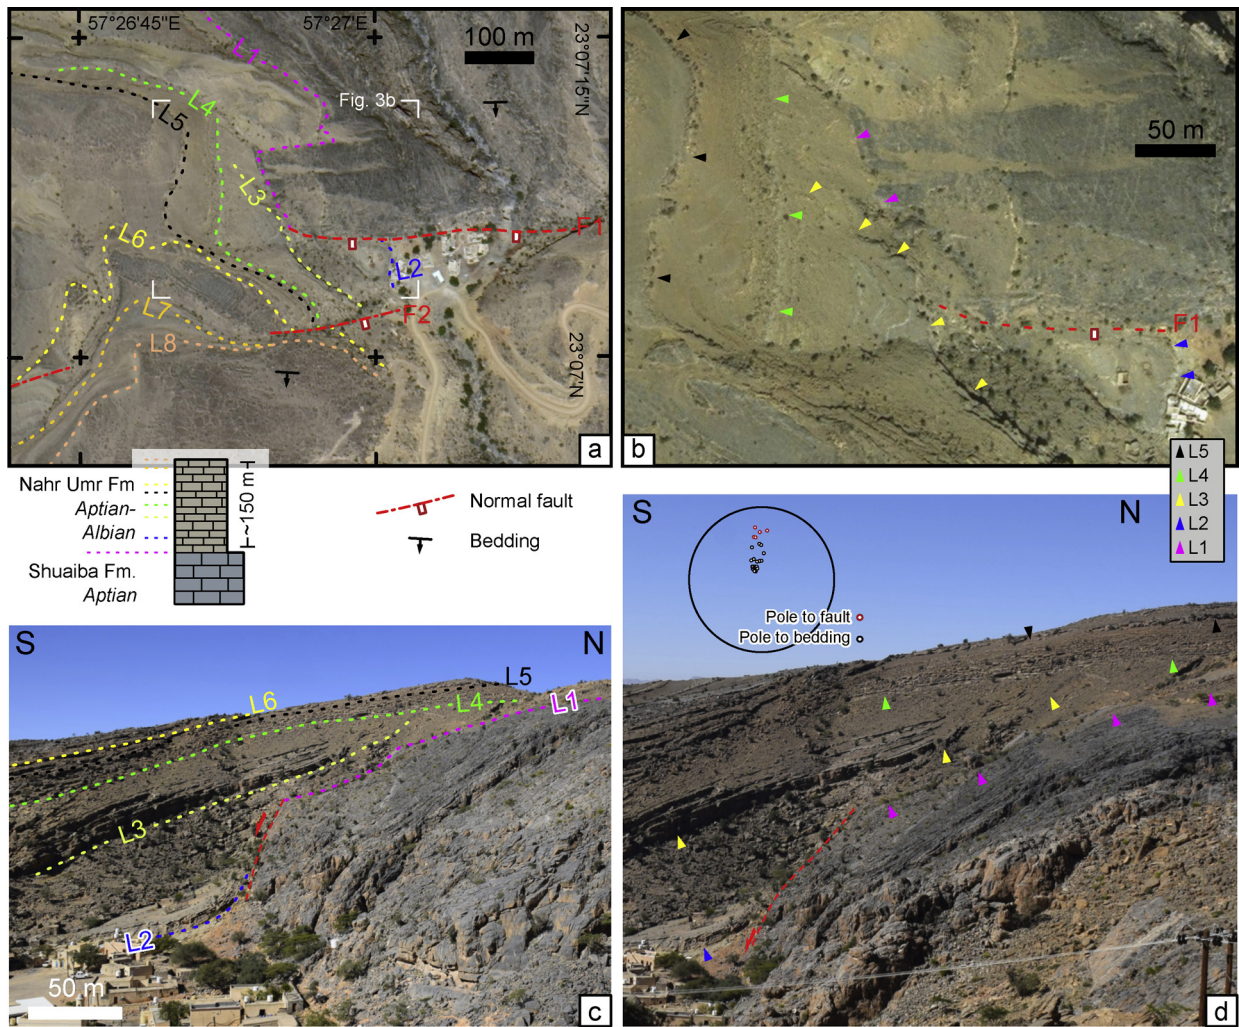 57°26'45"E
57°27'E
100 m
23°07'15"N
L1
Fig. 3b
L4
L5
L3
F1
L6
L2
L7
F2
L8
23°07'N
a
50 m
F1
b
L5
L4
L3
L2
L1
Nahr Umr Fm
Aptian-
Albian
~150 m
Shuaiba Fm.
Aptian
Normal fault
Bedding
S
N
L5
L6
L4
L1
L3
L2
50 m
c
S
N
Pole to fault
Pole to bedding
d